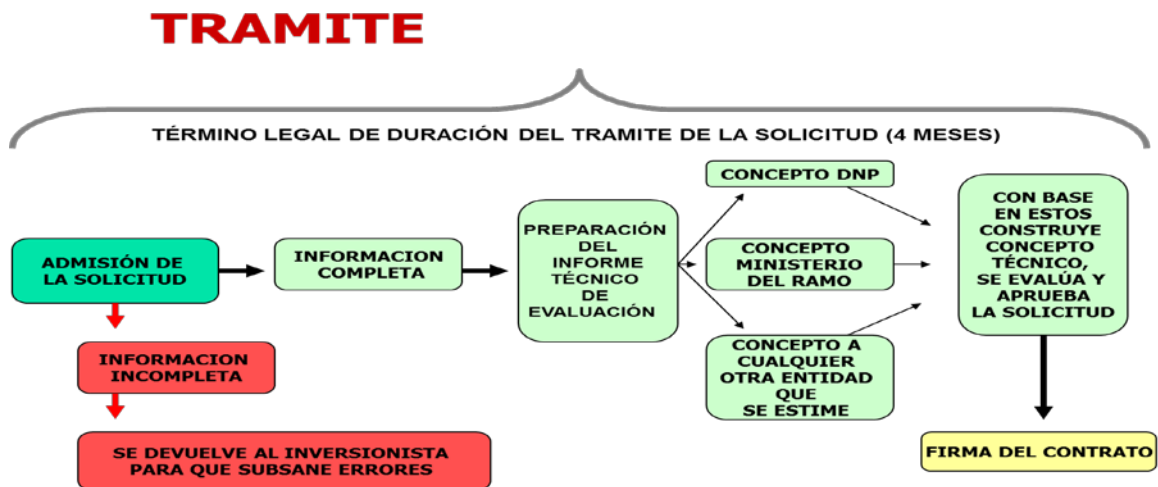 TRAMITE
TÉRMINO LEGAL DE DURACIÓN DEL TRAMITE DE LA SOLICITUD (4 MESES)
ADMISIÓN DE
LA SOLICITUD
INFORMACION
COMPLETA
PREPARACIÓN
DEL
INFORME
TÉCNICO
DE
EVALUACIÓN
CONCEPTO DNP
CONCEPTO
MINISTERIO
DEL RAMO
CONCEPTO A
CUALQUIER
OTRA ENTIDAD
QUE
SE ESTIME
CON BASE
EN ESTOS
CONSTRUYE
CONCEPTO
TÉCNICO,
SE EVALÚA Y
APRUEBA
LA SOLICITUD
INFORMACION
INCOMPLETA
SE DEVUELVE AL INVERSIONISTA
PARA QUE SUBSANE ERRORES
FIRMA DEL CONTRATO